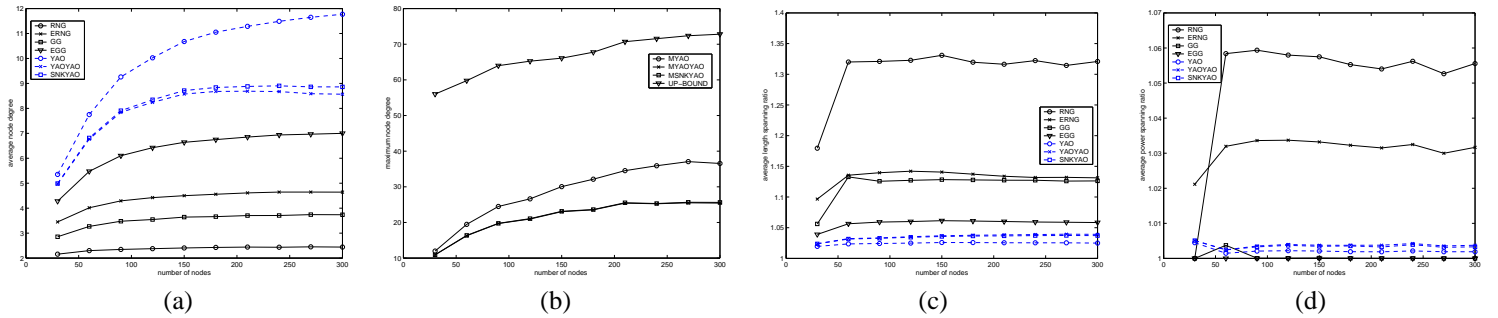 12
11
10
9
8
7
6
5
4
3
2
average node degree
RNG
ERNG
GG
EGG
YAO
YAOYAO
SNKYAO
0 50 100 150 200 250 300
number of nodes
(a)
80
70
60
50
40
30
20
10
maximum node degree
MYAO
MYAOYAO
MSNKYAO
UP-BOUND
0 50 100 150 200 250 300
number of nodes
(b)
1.4
1.35
1.3
1.25
1.2
1.15
1.1
1.05
1
average length spanning ratio
RNG
ERNG
GG
EGG
YAO
YAOYAO
SNKYAO
0 50 100 150 200 250 300
number of nodes
(c)
1.07
1.06
1.05
1.04
1.03
1.02
1.01
1
average power spanning ratio
RNG
ERNG
GG
EGG
YAO
YAOYAO
SNKYAO
0 50 100 150 200 250 300
number of nodes
(d)